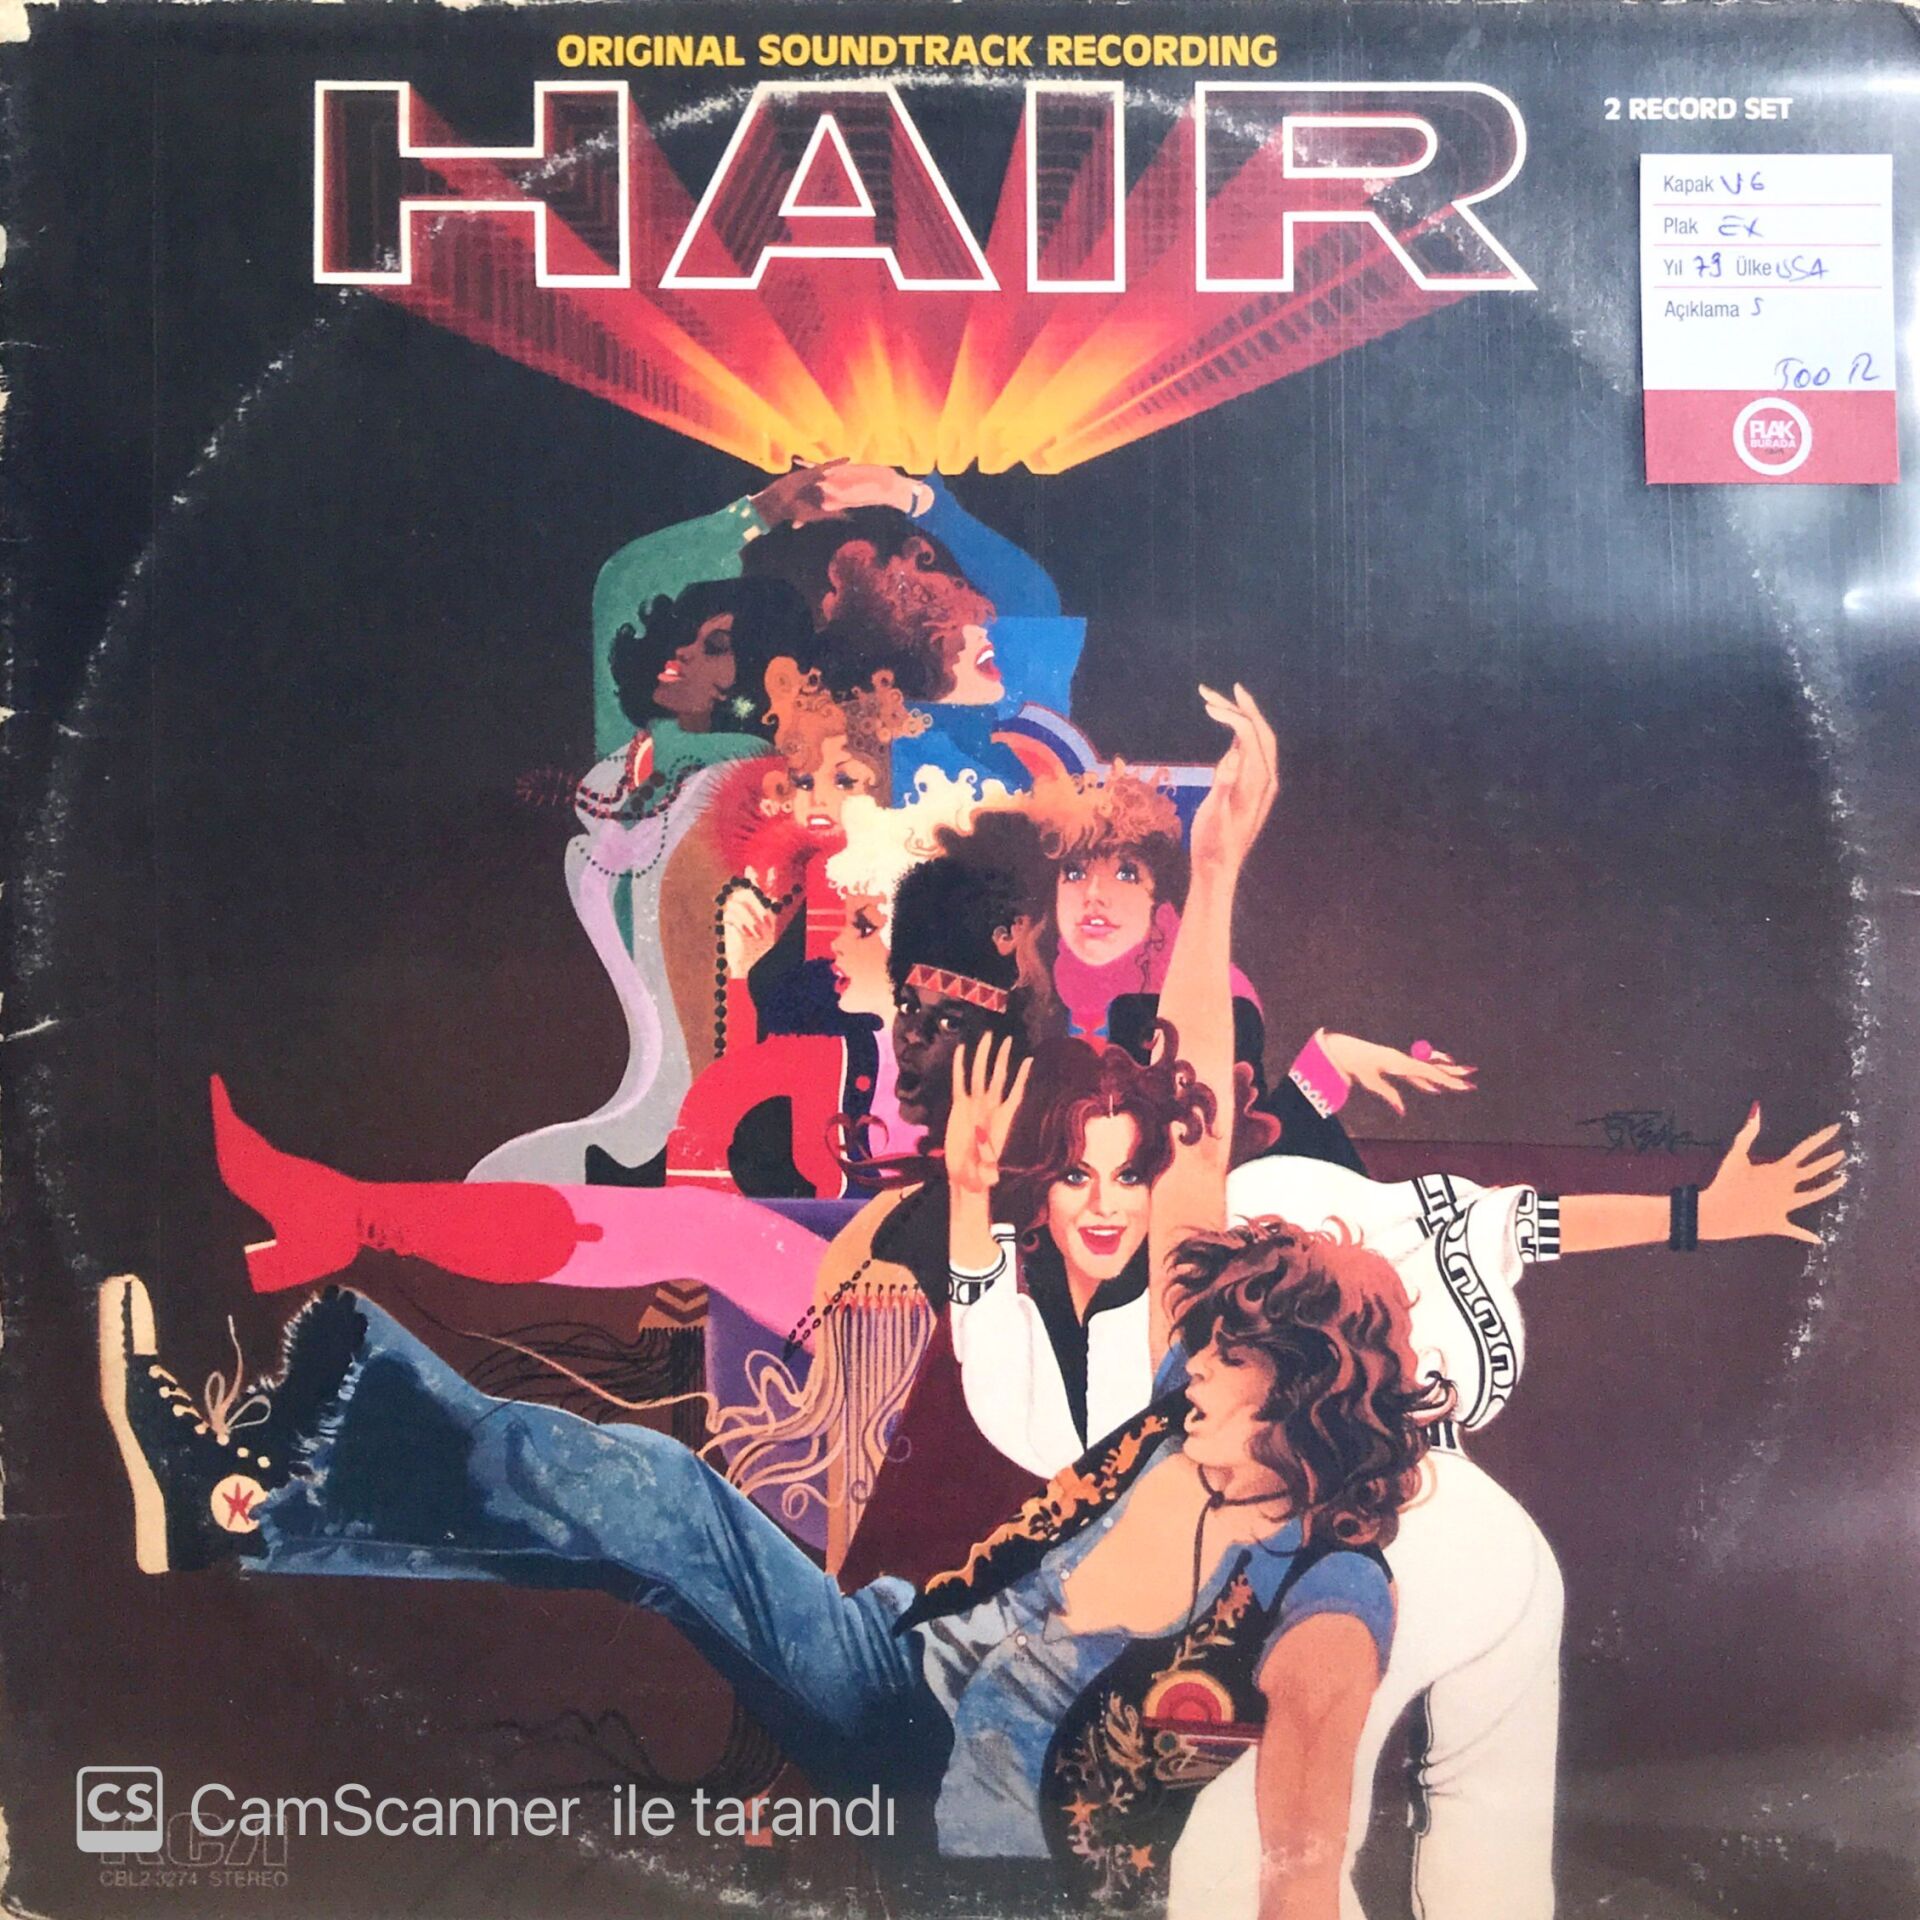 ORIGINAL SOUNDTRACK RECORDING
HAIR
2 RECORD SET
Kapak VG
Plak EX
Yıl 79 Ülke USA
Açıklama S
PLAK
BURADA
CS CamScanner ile tarandı
RCA
CBL2-3274 STEREO